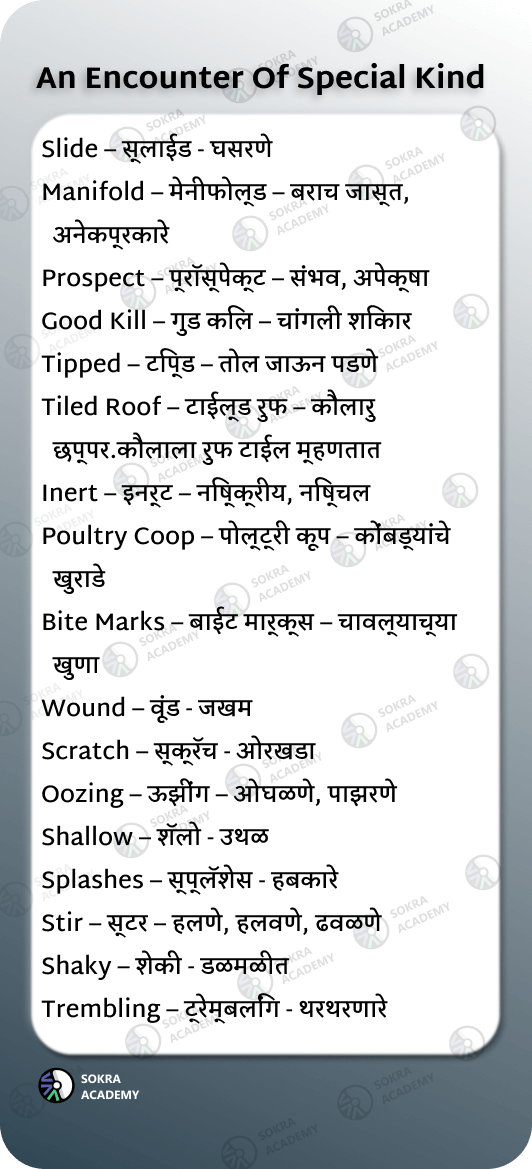 An Encounter Of Special Kind
Slide – स्लाईड - घसरणे
Manifold – मेनीफोल्ड – बराच जास्त,
अनेकप्रकारे
Prospect – प्रॉस्पेक्ट – संभव, अपेक्षा
Good Kill – गुड किल – चांगली शिकार
Tipped – टिप्ड – तोल जाऊन पडणे
Tiled Roof – टाईल्ड रुफ – कौलारु
छप्पर.कौलाला रुफ टाईल म्हणतात
Inert – इनर्ट – निष्क्रीय, निष्चिल
Poultry Coop – पोल्ट्री कूप – कोंबड्यांचे
खुराडे
Bite Marks – बाईट मार्क्स – चावल्याच्या
खुणा
Wound – वूंड - जखम
Scratch – स्क्रॅच - ओरखडा
Oozing – ऊझींग – ओघळणे, पाझरणे
Shallow – शॅलो - उथळ
Splashes – स्प्लॅशेस - हबकारे
Stir – स्टर – हलणे, हलवणे, ढवळणे
Shaky – शेकी - डळमळीत
Trembling – ट्रेम्बलिंग - थरथरणारे
SOKRA
ACADEMY